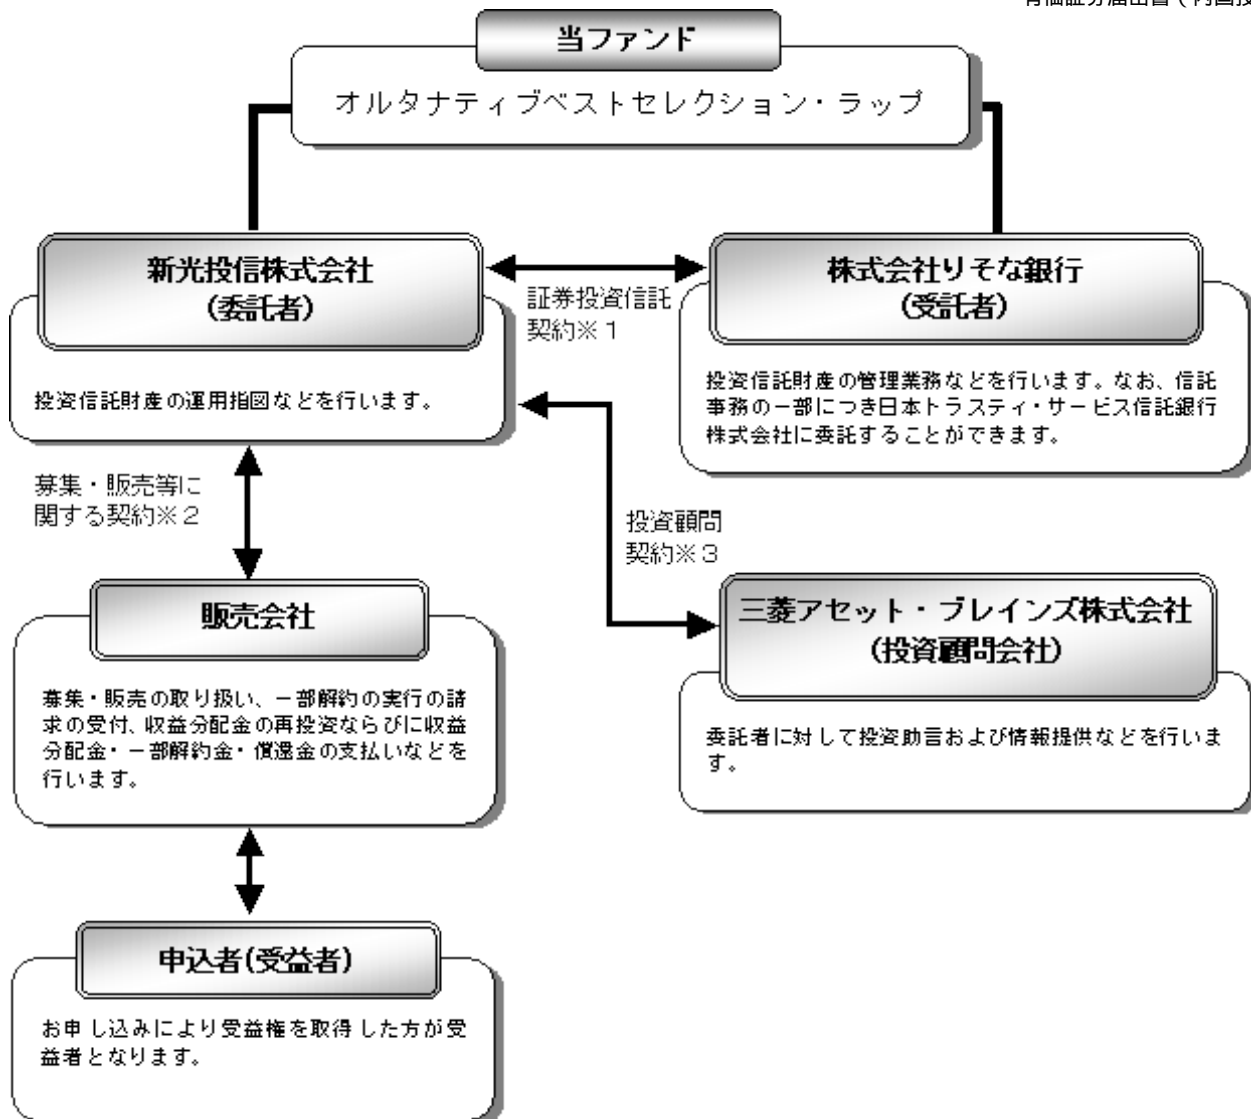 当ファンド
オルタナティブベストセレクション・ラップ
新光投信株式会社
(委託者)
投資信託財産の運用指図などを行います。
証券投資信託
契約※１
株式会社りそな銀行
(受託者)
投資信託財産の管理業務などを行います。なお、信託
事務の一部につき日本トラスティ・サービス信託銀行
株式会社に委託することができます。
募集・販売等に
関する契約※２
投資顧問
契約※３
販売会社
募集・販売の取り扱い、一部解約の実行の請
求の受付、収益分配金の再投資ならびに収益
分配金・一部解約金・償還金の支払いなどを
行います。
三菱アセット・ブレインズ株式会社
(投資顧問会社)
委託者に対して投資助言および情報提供などを行いま
す。
申込者(受益者)
お申し込みにより受益権を取得した方が受
益者となります。